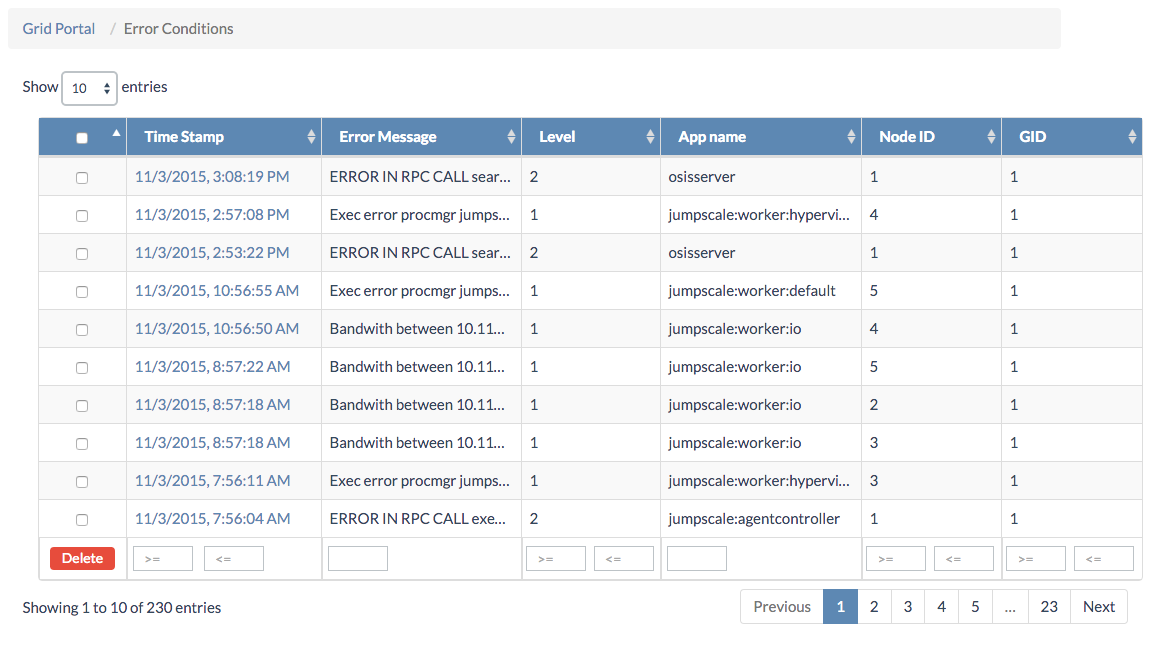 Grid Portal / Error Conditions
Show 10 entries
Time Stamp Error Message Level App name Node ID GID
11/3/2015, 3:08:19 PM ERROR IN RPC CALL sear... 2 osisserver 1 1
11/3/2015, 2:57:08 PM Exec error procmgr jumps... 1 jumpscale:worker:hypervi... 4 1
11/3/2015, 2:53:22 PM ERROR IN RPC CALL sear... 2 osisserver 1 1
11/3/2015, 10:56:55 AM Exec error procmgr jumps... 1 jumpscale:worker:default 5 1
11/3/2015, 10:56:50 AM Bandwith between 10.11... 1 jumpscale:worker:io 4 1
11/3/2015, 8:57:22 AM Bandwith between 10.11... 1 jumpscale:worker:io 5 1
11/3/2015, 8:57:18 AM Bandwith between 10.11... 1 jumpscale:worker:io 2 1
11/3/2015, 8:57:18 AM Bandwith between 10.11... 1 jumpscale:worker:io 3 1
11/3/2015, 7:56:11 AM Exec error procmgr jumps... 1 jumpscale:worker:hypervi... 3 1
11/3/2015, 7:56:04 AM ERROR IN RPC CALL exe... 2 jumpscale:agentcontroller 1 1
Delete >= <= >= <= >= <= >= <=
Showing 1 to 10 of 230 entries Previous 1 2 3 4 5 ... 23 Next